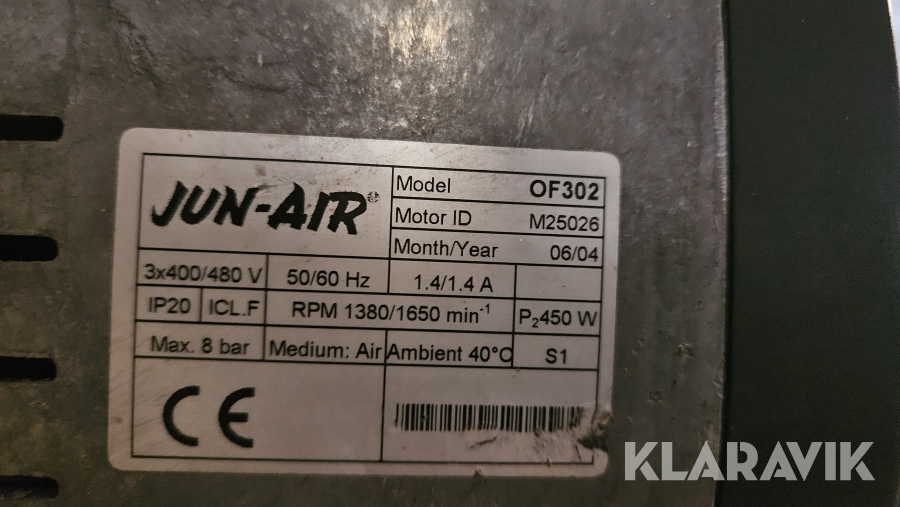 JUN-AIR®
Model OF302
Motor ID M25026
Month/Year 06/04
3x400/480 V 50/60 Hz 1.4/1.4 A
IP20 ICL.F RPM 1380/1650 min-1 P2450 W
Max. 8 bar Medium: Air Ambient 40°C S1
CE
KLARAVIK